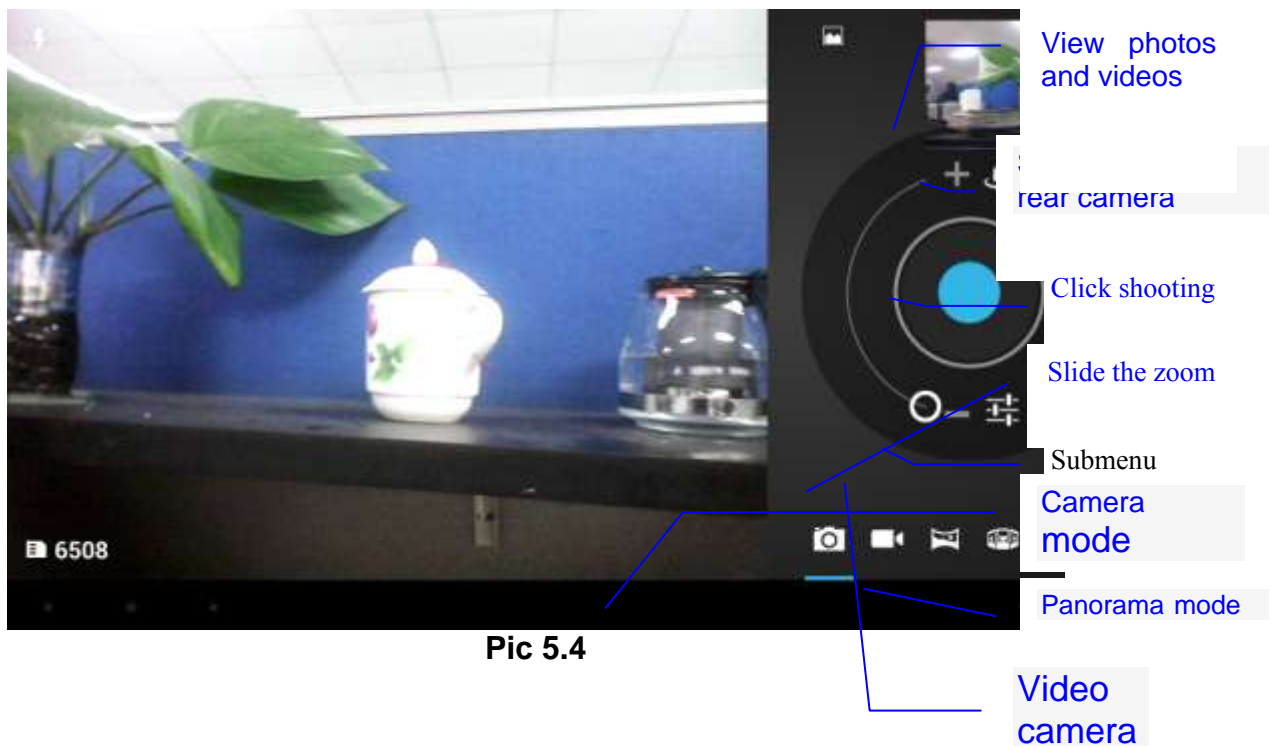 View photos
and videos
rear camera
Click shooting
Slide the zoom
Submenu
Camera
mode
6508
Panorama mode
Pic 5.4
Video
camera